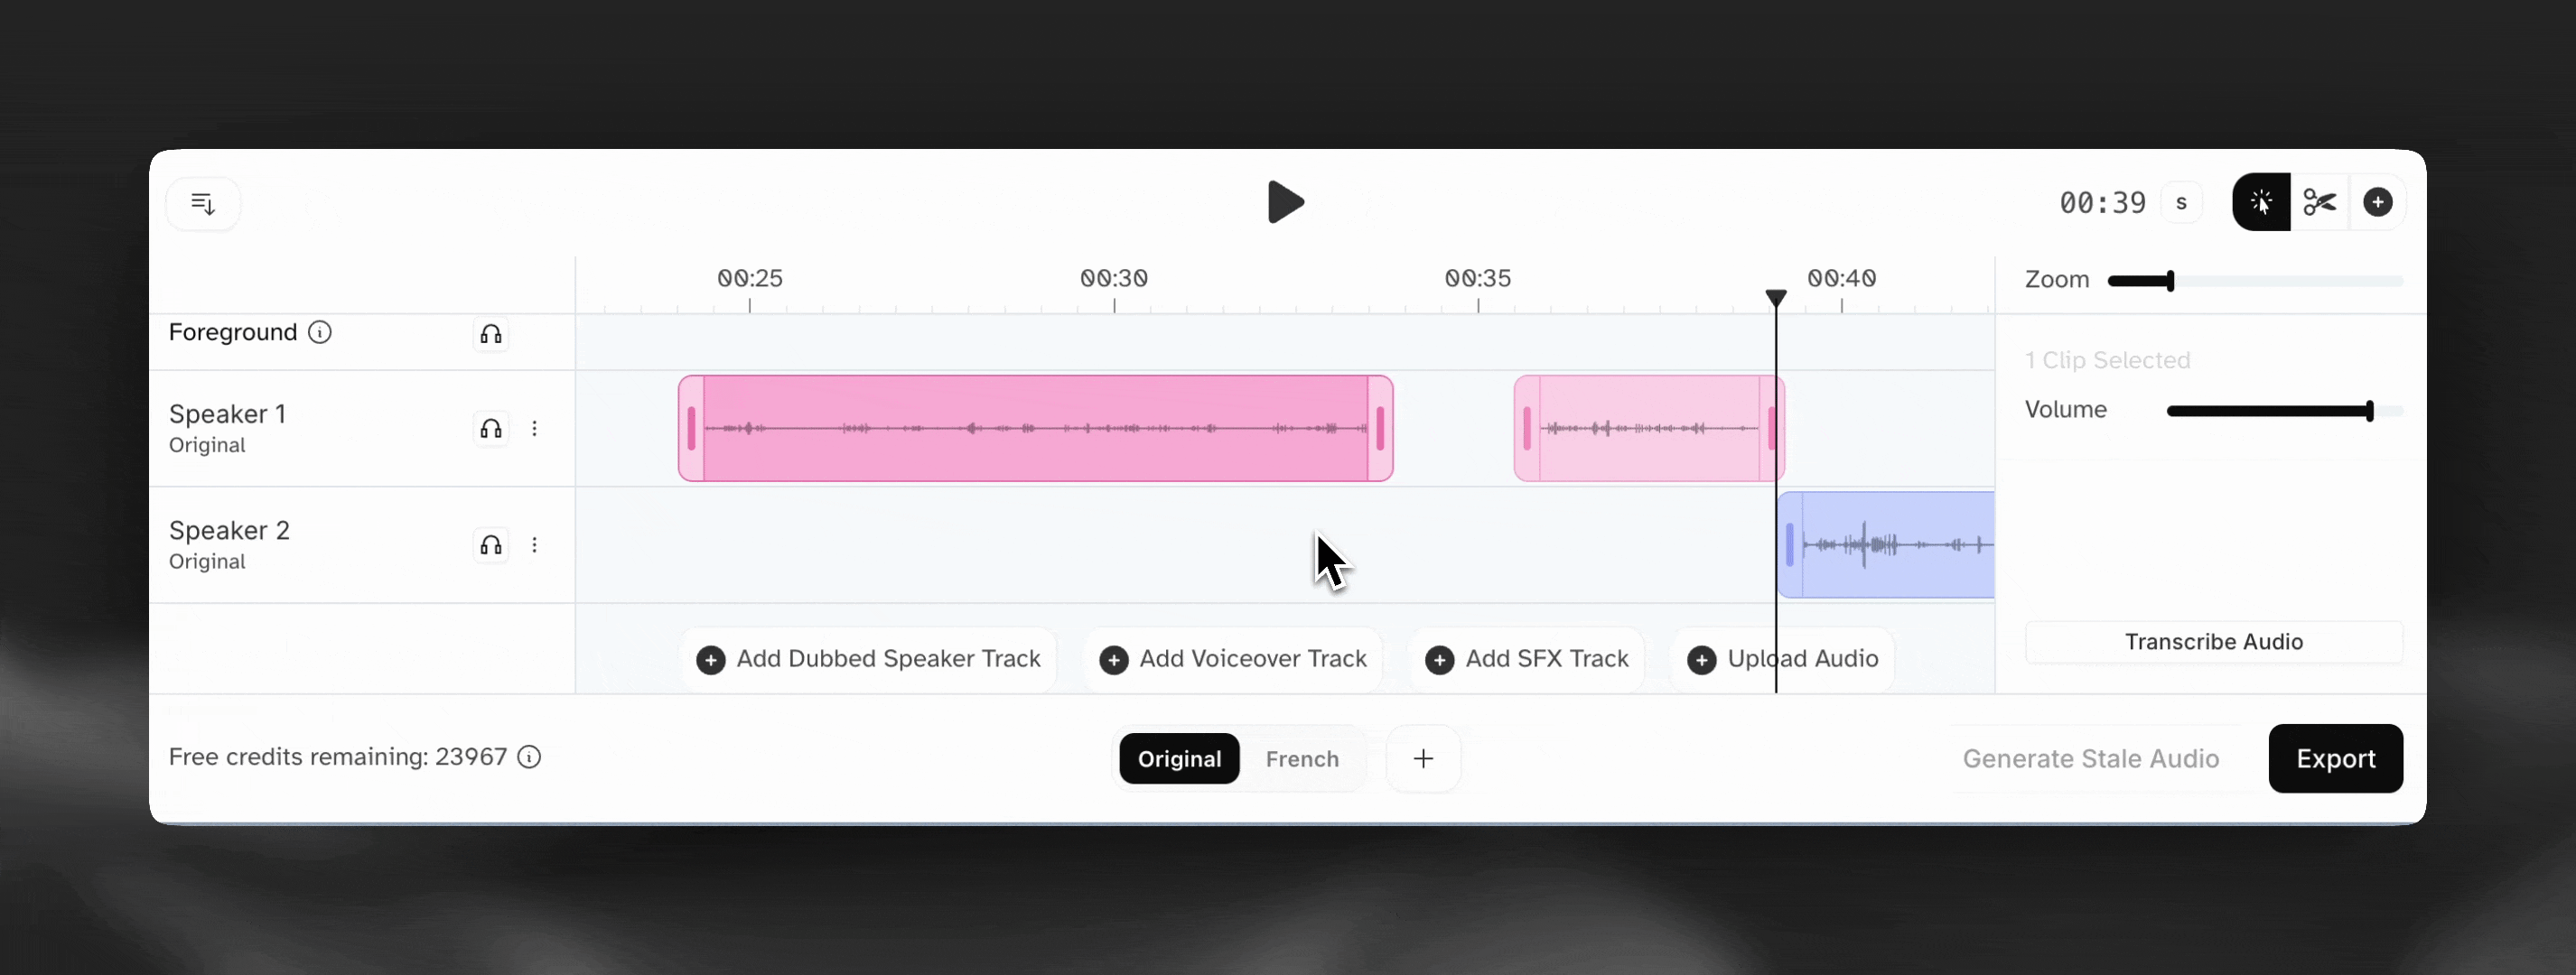 00:39 s
00:25 00:30 00:35 00:40 Zoom
Foreground
1 Clip Selected
Speaker 1
Original
Volume
Speaker 2
Original
Add Dubbed Speaker Track Add Voiceover Track Add SFX Track Upload Audio
Transcribe Audio
Free credits remaining: 23967
Original French
Generate Stale Audio Export